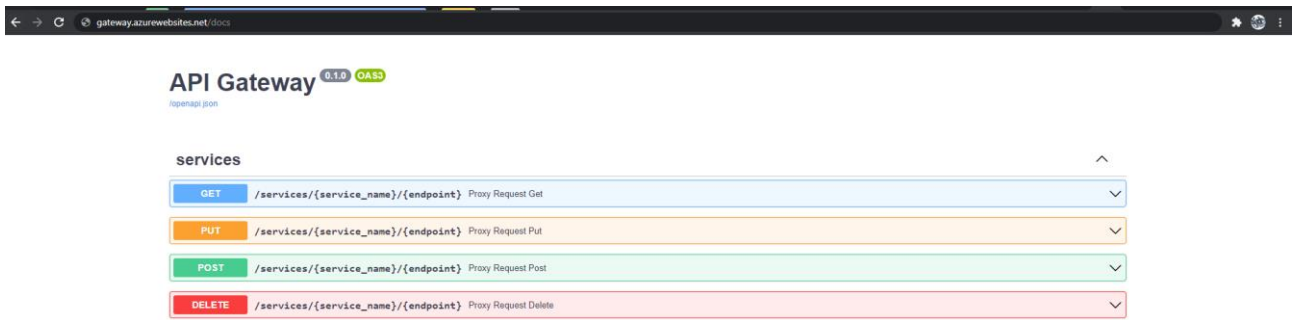 gateway.azurewebsites.net/docs
API Gateway 0.1.0 OAS3
/openapi.json
services
GET /services/{service_name}/{endpoint} Proxy Request Get
PUT /services/{service_name}/{endpoint} Proxy Request Put
POST /services/{service_name}/{endpoint} Proxy Request Post
DELETE /services/{service_name}/{endpoint} Proxy Request Delete